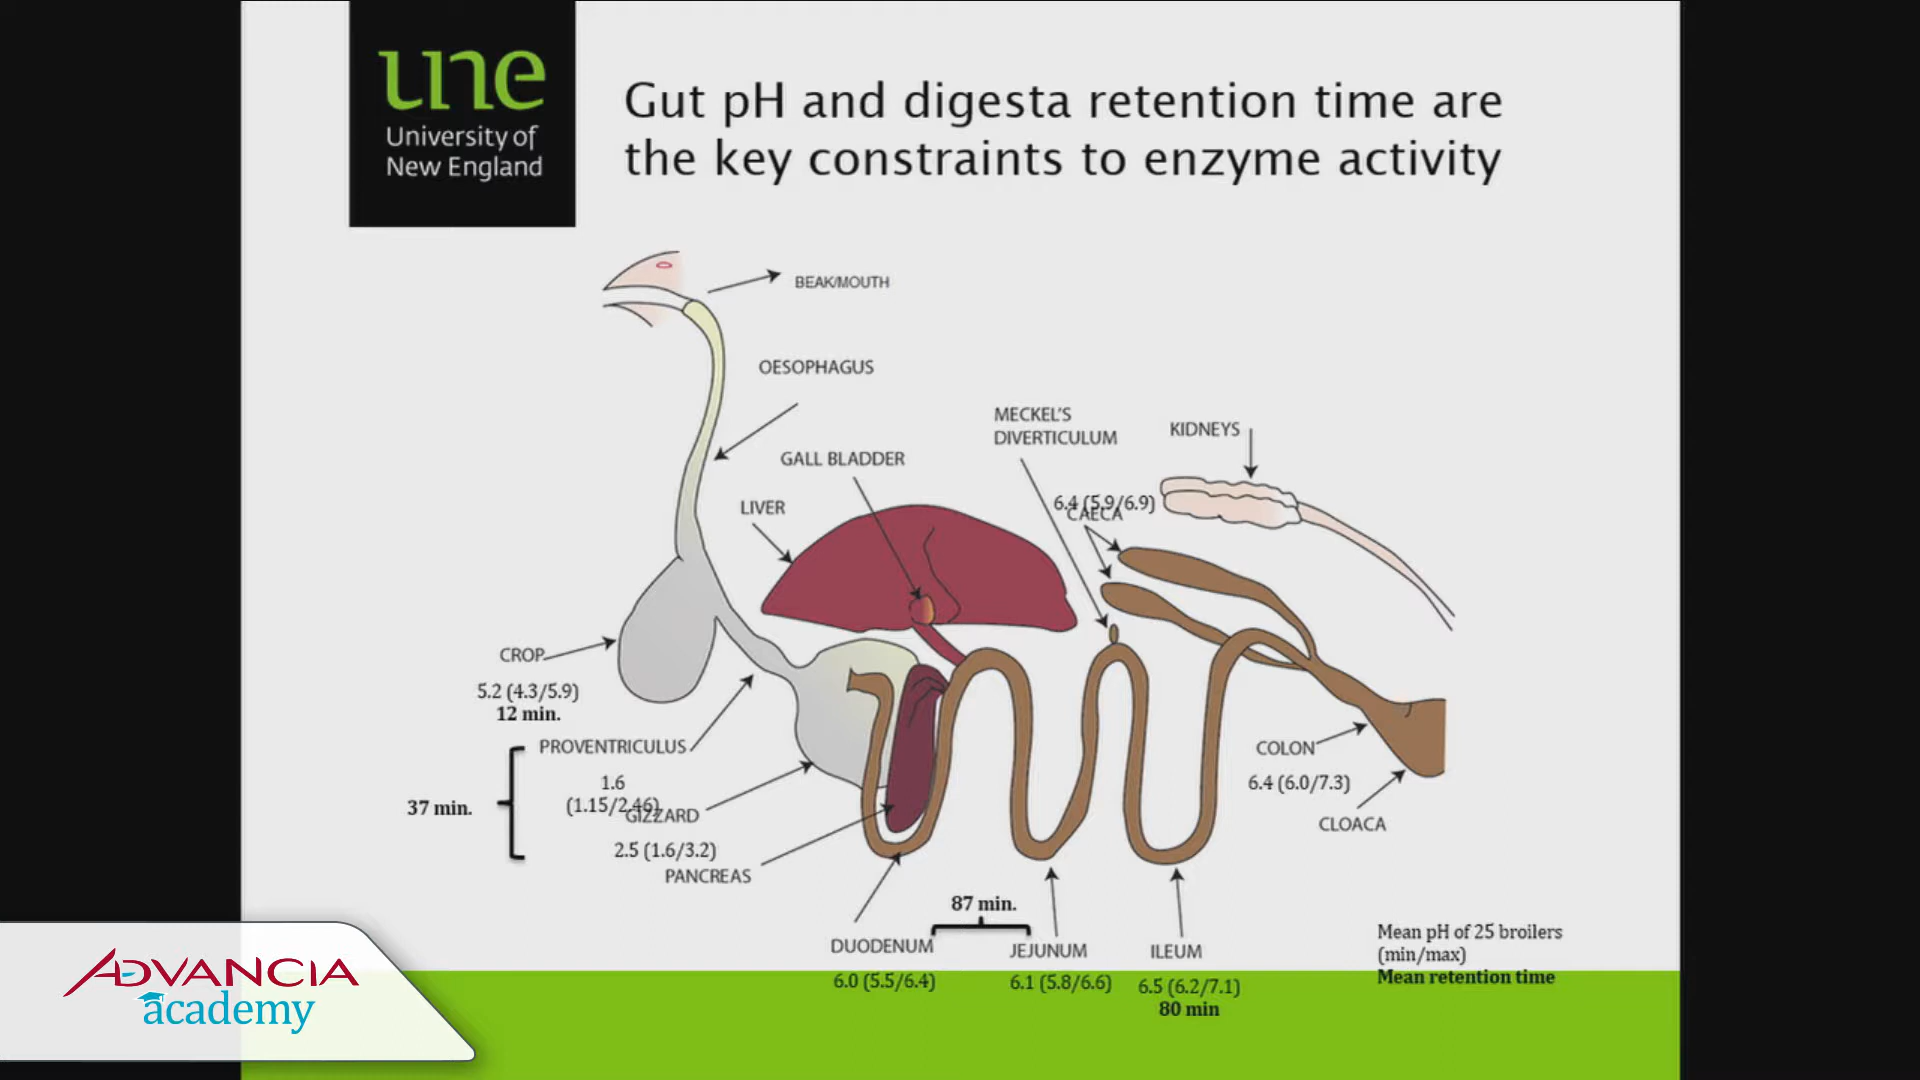 une
University of
New England
Gut pH and digesta retention time are
the key constraints to enzyme activity
BEAK/MOUTH
OESOPHAGUS
MECKEL'S
DIVERTICULUM
KIDNEYS
GALL BLADDER
LIVER
6.4 (5.9/6.9)
CAECA
CROP
5.2 (4.3/5.9)
12 min.
PROVENTRICULUS
1.6
(1.15/2.46)
37 min.
GIZZARD
2.5 (1.6/3.2)
PANCREAS
COLON
6.4 (6.0/7.3)
CLOACA
87 min.
DUODENUM
6.0 (5.5/6.4)
JEJUNUM
6.1 (5.8/6.6)
ILEUM
6.5 (6.2/7.1)
80 min
Mean pH of 25 broilers
(min/max)
Mean retention time
ADVANCIA
academy